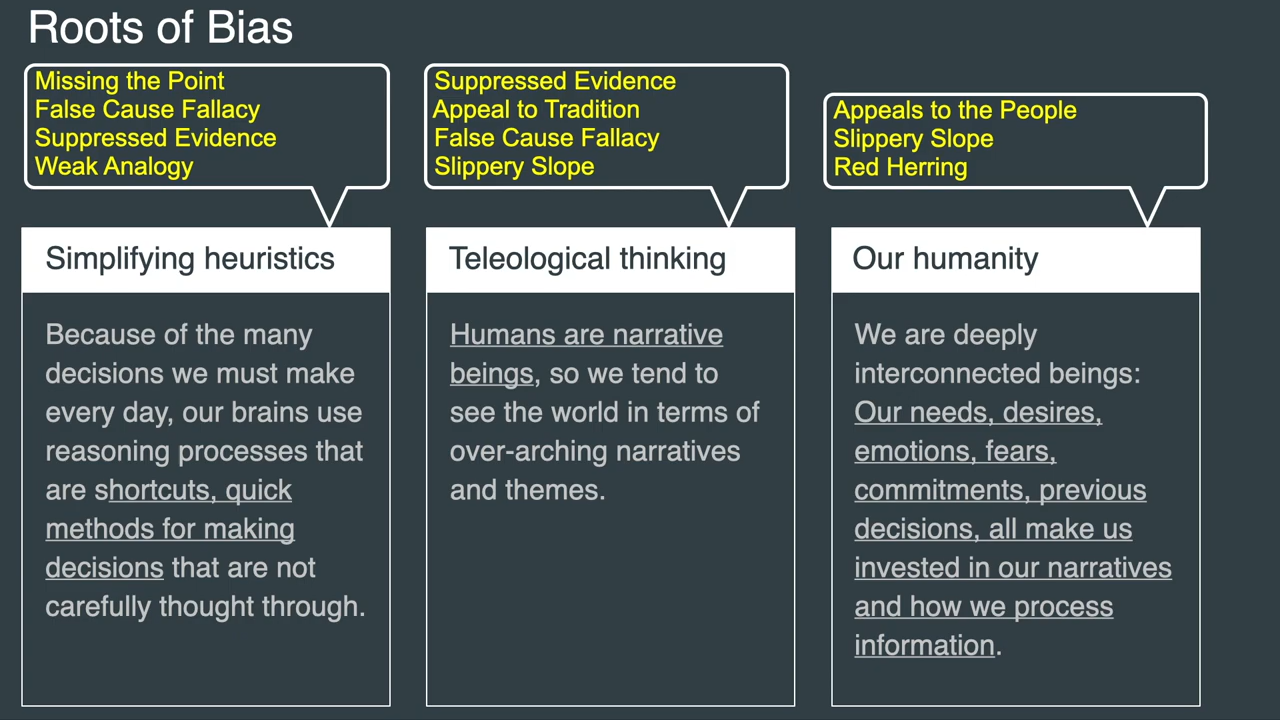 Roots of Bias
Missing the Point
False Cause Fallacy
Suppressed Evidence
Weak Analogy
Simplifying heuristics
Because of the many
decisions we must make
every day, our brains use
reasoning processes that
are shortcuts, quick
methods for making
decisions that are not
carefully thought through.
Suppressed Evidence
Appeal to Tradition
False Cause Fallacy
Slippery Slope
Teleological thinking
Humans are narrative
beings, so we tend to
see the world in terms of
over-arching narratives
and themes.
Appeals to the People
Slippery Slope
Red Herring
Our humanity
We are deeply
interconnected beings:
Our needs, desires,
emotions, fears,
commitments, previous
decisions, all make us
invested in our narratives
and how we process
information.